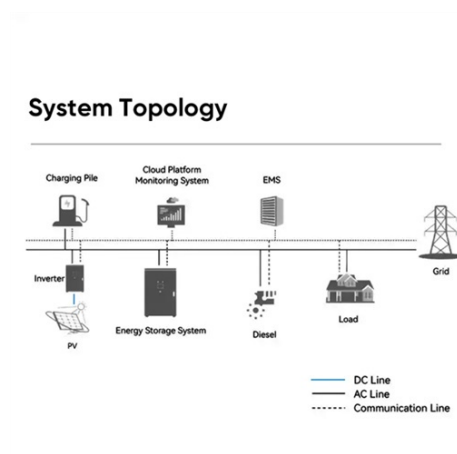 System Topology
Charging Pile
Cloud Platform
Monitoring System
EMS
Grid
Inverter
Energy Storage System
Diesel
Load
PV
DC Line
AC Line
Communication Line